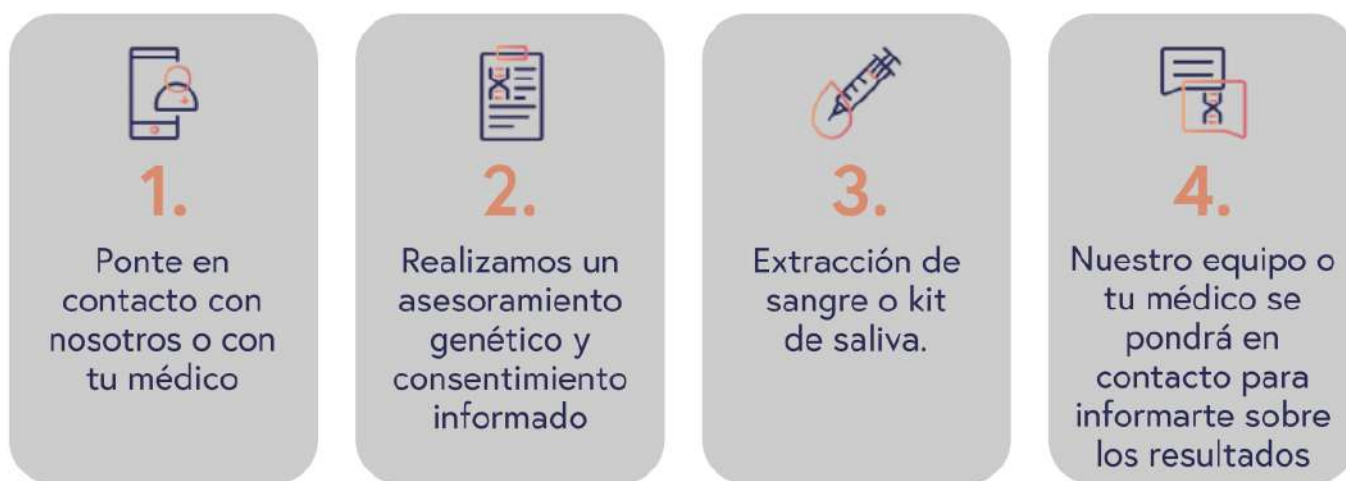 1.
Ponte en
contacto con
nosotros o con
tu médico
2.
Realizamos un
asesoramiento
genético y
consentimiento
informado
3.
Extracción de
sangre o kit
de saliva.
4.
Nuestro equipo o
tu médico se
pondrá en
contacto para
informarte sobre
los resultados